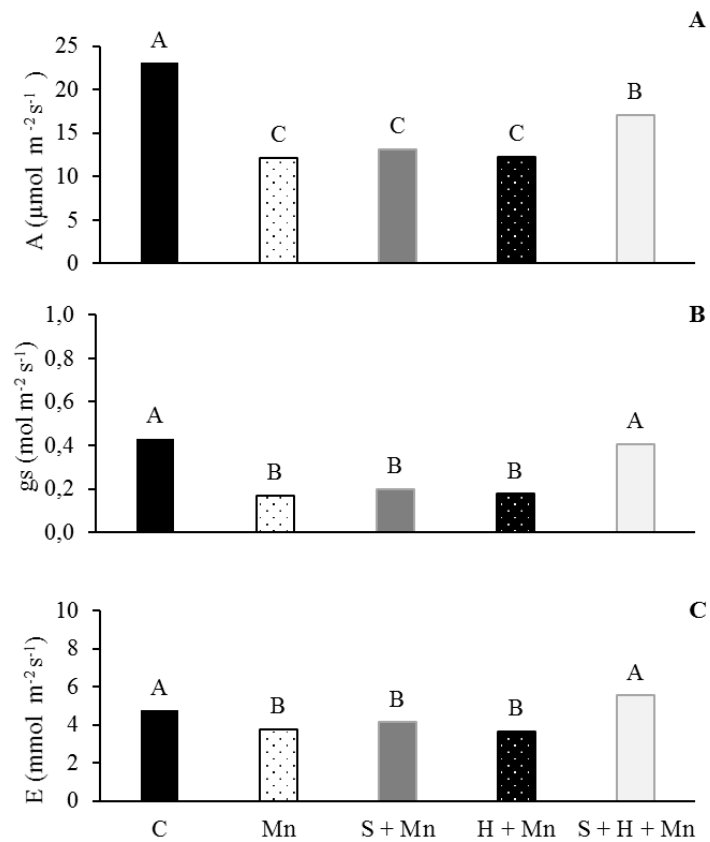 A
A (μmol m-2 s-1)
25
20
15
10
5
0
A
C
C
C
B
B
gs (mol m-2 s-1)
1,0
0,8
0,6
0,4
0,2
0,0
A
B
B
B
A
C
E (mmol m-2 s-1)
10
8
6
4
2
0
A
B
B
B
A
C Mn S + Mn H + Mn S + H + Mn